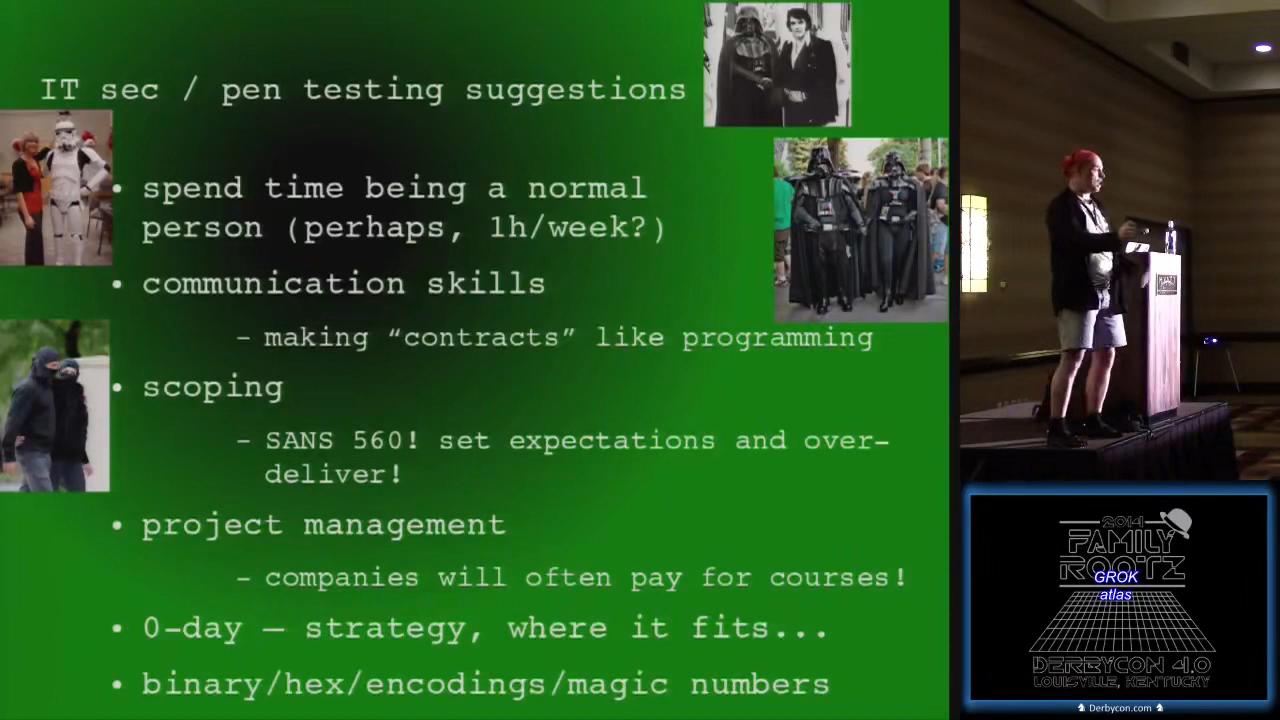 IT sec / pen testing suggestions
• spend time being a normal
person (perhaps, 1h/week?)
• communication skills
– making “contracts” like programming
• scoping
– SANS 560! set expectations and over-
deliver!
• project management
– companies will often pay for courses!
• 0-day – strategy, where it fits...
• binary/hex/encodings/magic numbers
2014
FAMILY
ROOTZ
GROK
atlas
DERBYCON 4.0
LOUISVILLE, KENTUCKY
Derbycon.com